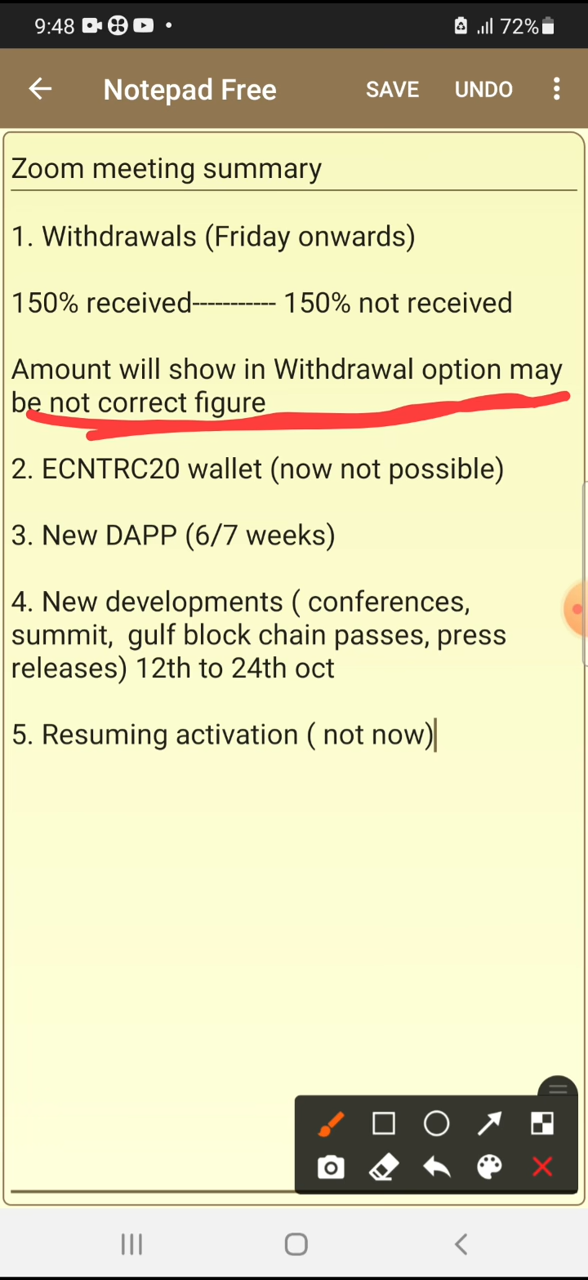 9:48 72%
Notepad Free SAVE UNDO
Zoom meeting summary
1. Withdrawals (Friday onwards)
150% received----------- 150% not received
Amount will show in Withdrawal option may
be not correct figure
2. ECNTRC20 wallet (now not possible)
3. New DAPP (6/7 weeks)
4. New developments ( conferences,
summit,  gulf block chain passes, press
releases) 12th to 24th oct
5. Resuming activation ( not now)